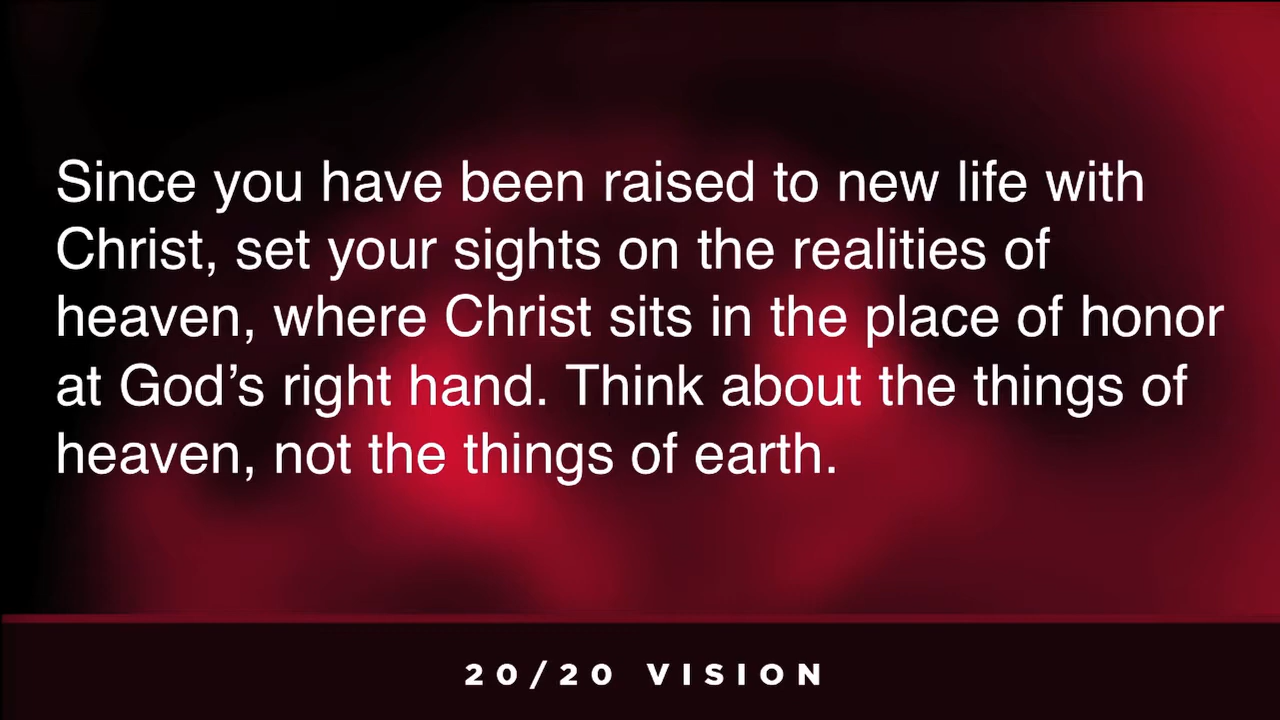 Since you have been raised to new life with
Christ, set your sights on the realities of
heaven, where Christ sits in the place of honor
at God’s right hand. Think about the things of
heaven, not the things of earth.
20/20 VISION